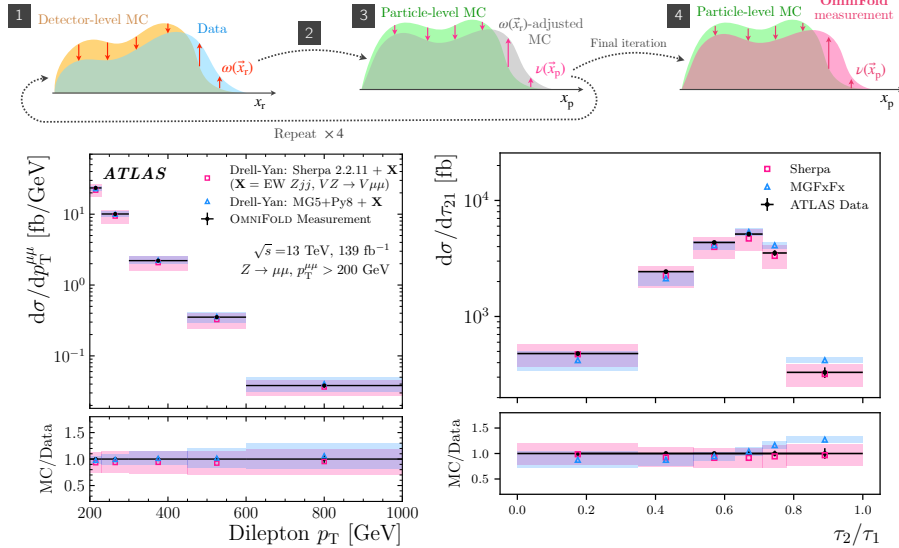 1
Detector-level MC
Data
ω(x⃗r)
xr
2
3
Particle-level MC
ω(x⃗r)-adjusted
MC
ν(x⃗p)
xp
Final iteration
4
Particle-level MC
OmniFold
measurement
ν(x⃗p)
xp
Repeat ×4
ATLAS
Drell-Yan: Sherpa 2.2.11 + X
(X = EW Zjj, VZ → Vμμ)
Drell-Yan: MG5+Py8 + X
OMNIFOLD Measurement
√s =13 TeV, 139 fb⁻¹
Z → μμ, pTμμ > 200 GeV
dσ/dpTμμ [fb/GeV]
10¹
10⁰
10⁻¹
MC/Data
1.5
1.0
0.5
200 400 600 800 1000
Dilepton pT [GeV]
Sherpa
MGFxFx
ATLAS Data
dσ/dτ21 [fb]
10⁴
10³
MC/Data
1.5
1.0
0.5
0.0 0.2 0.4 0.6 0.8 1.0
τ2/τ1